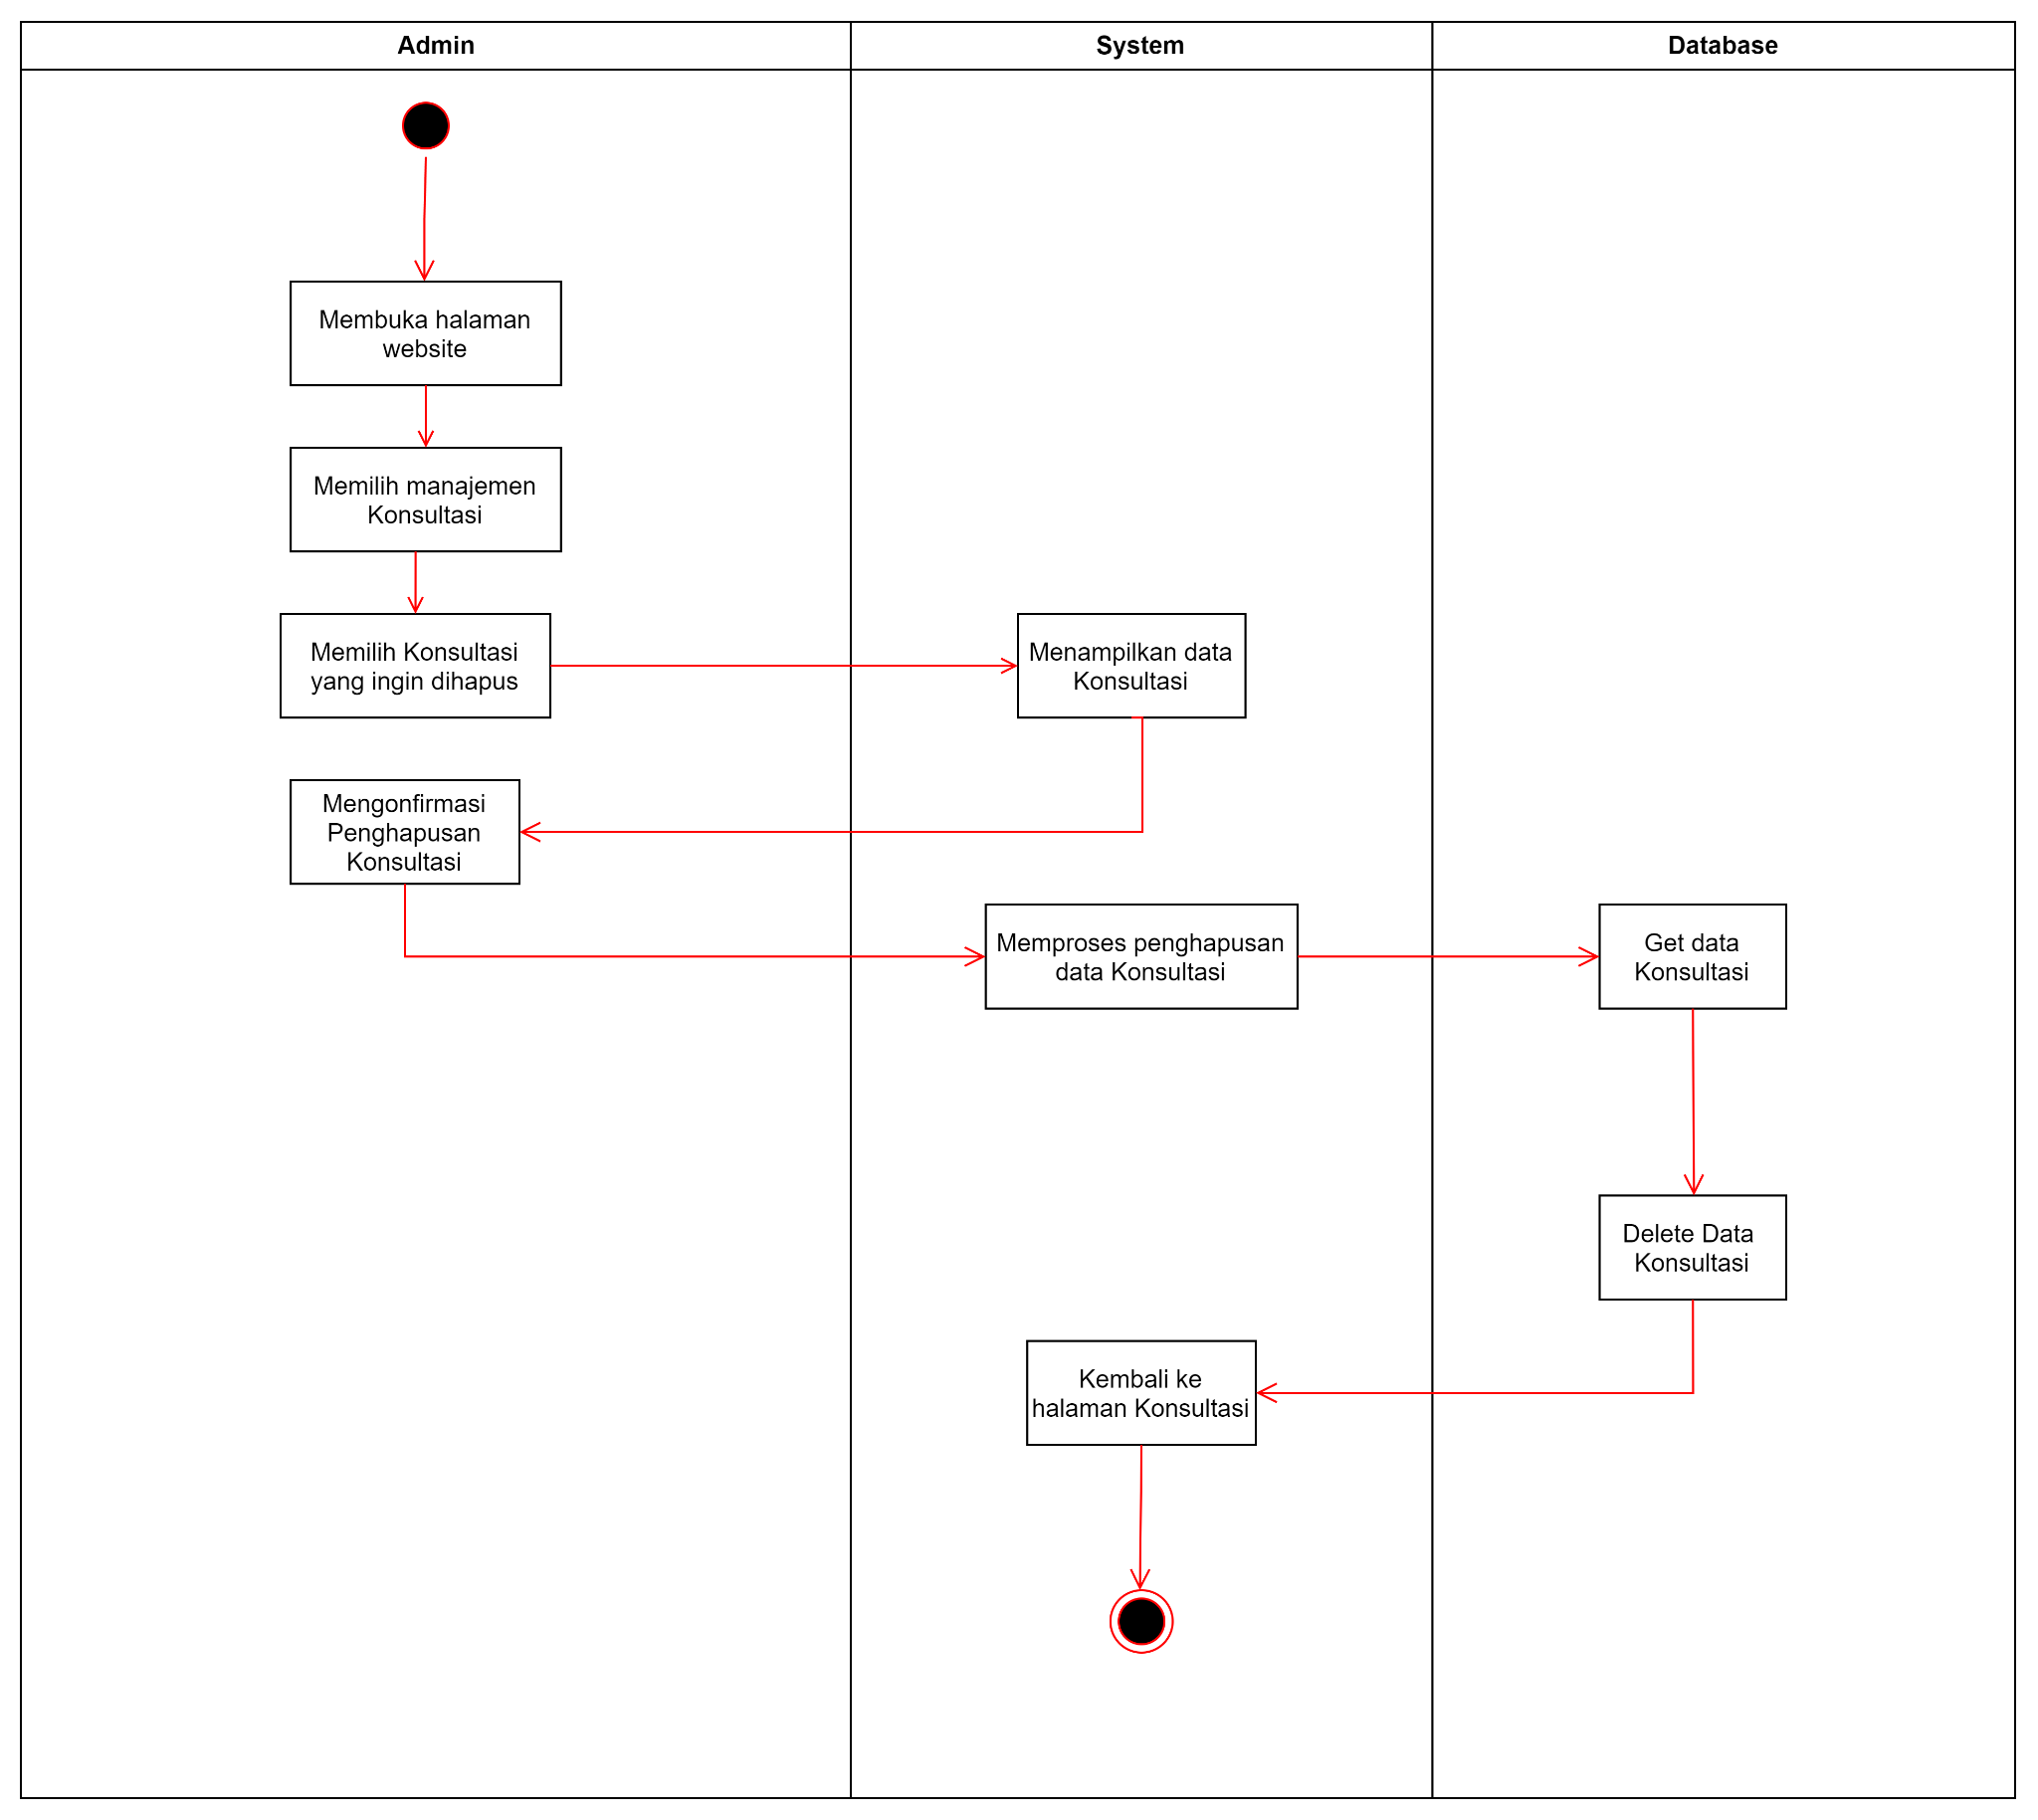 Admin
System
Database
Membuka halaman
website
Memilih manajemen
Konsultasi
Memilih Konsultasi
yang ingin dihapus
Menampilkan data
Konsultasi
Mengonfirmasi
Penghapusan
Konsultasi
Memproses penghapusan
data Konsultasi
Get data
Konsultasi
Delete Data
Konsultasi
Kembali ke
halaman Konsultasi